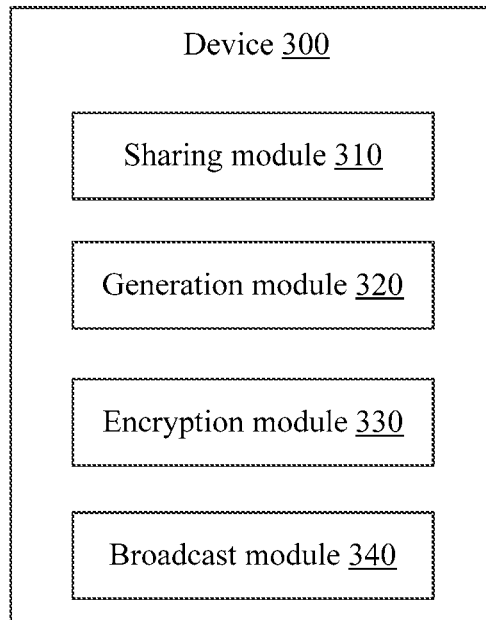 Device 300
Sharing module 310
Generation module 320
Encryption module 330
Broadcast module 340